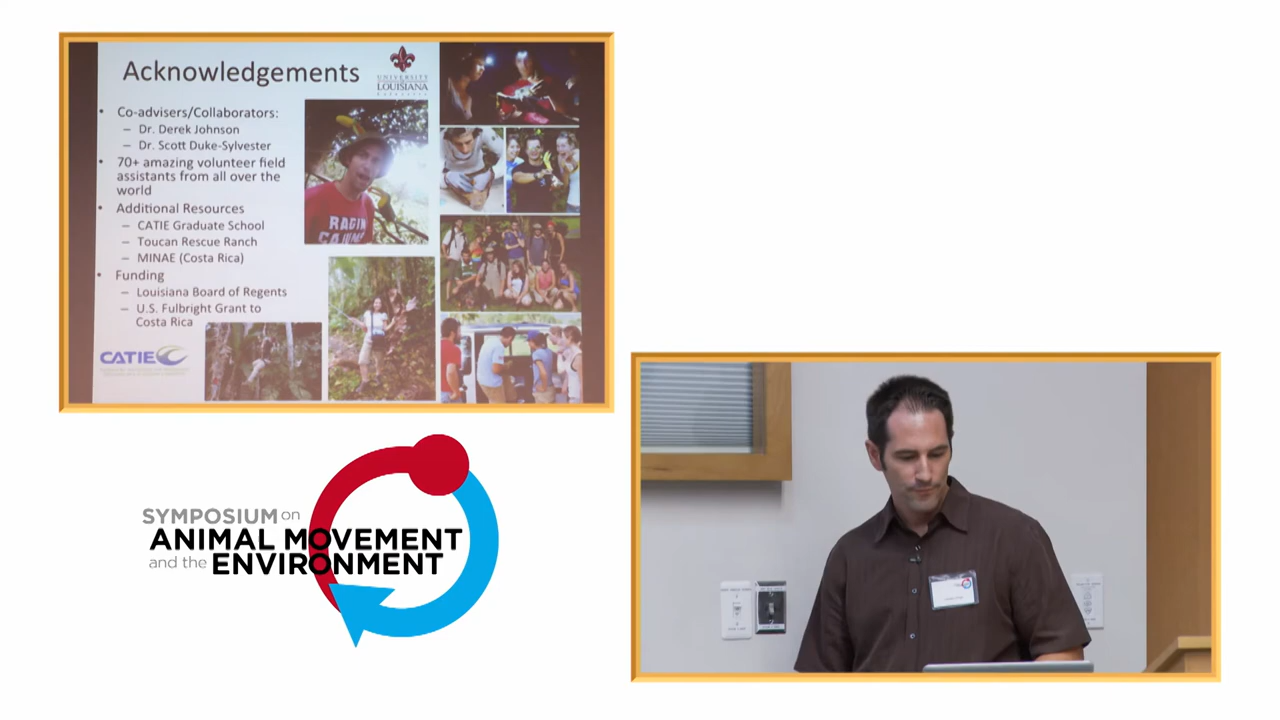 Acknowledgements
UNIVERSITY
LOUISIANA
• Co-advisers/Collaborators:
– Dr. Derek Johnson
– Dr. Scott Duke-Sylvester
• 70+ amazing volunteer field
assistants from all over the
world
• Additional Resources
– CATIE Graduate School
– Toucan Rescue Ranch
– MINAE (Costa Rica)
• Funding
– Louisiana Board of Regents
– U.S. Fulbright Grant to
Costa Rica
CATIE
RAGIN
CAJUNS
SYMPOSIUM on
ANIMAL MOVEMENT
and the ENVIRONMENT